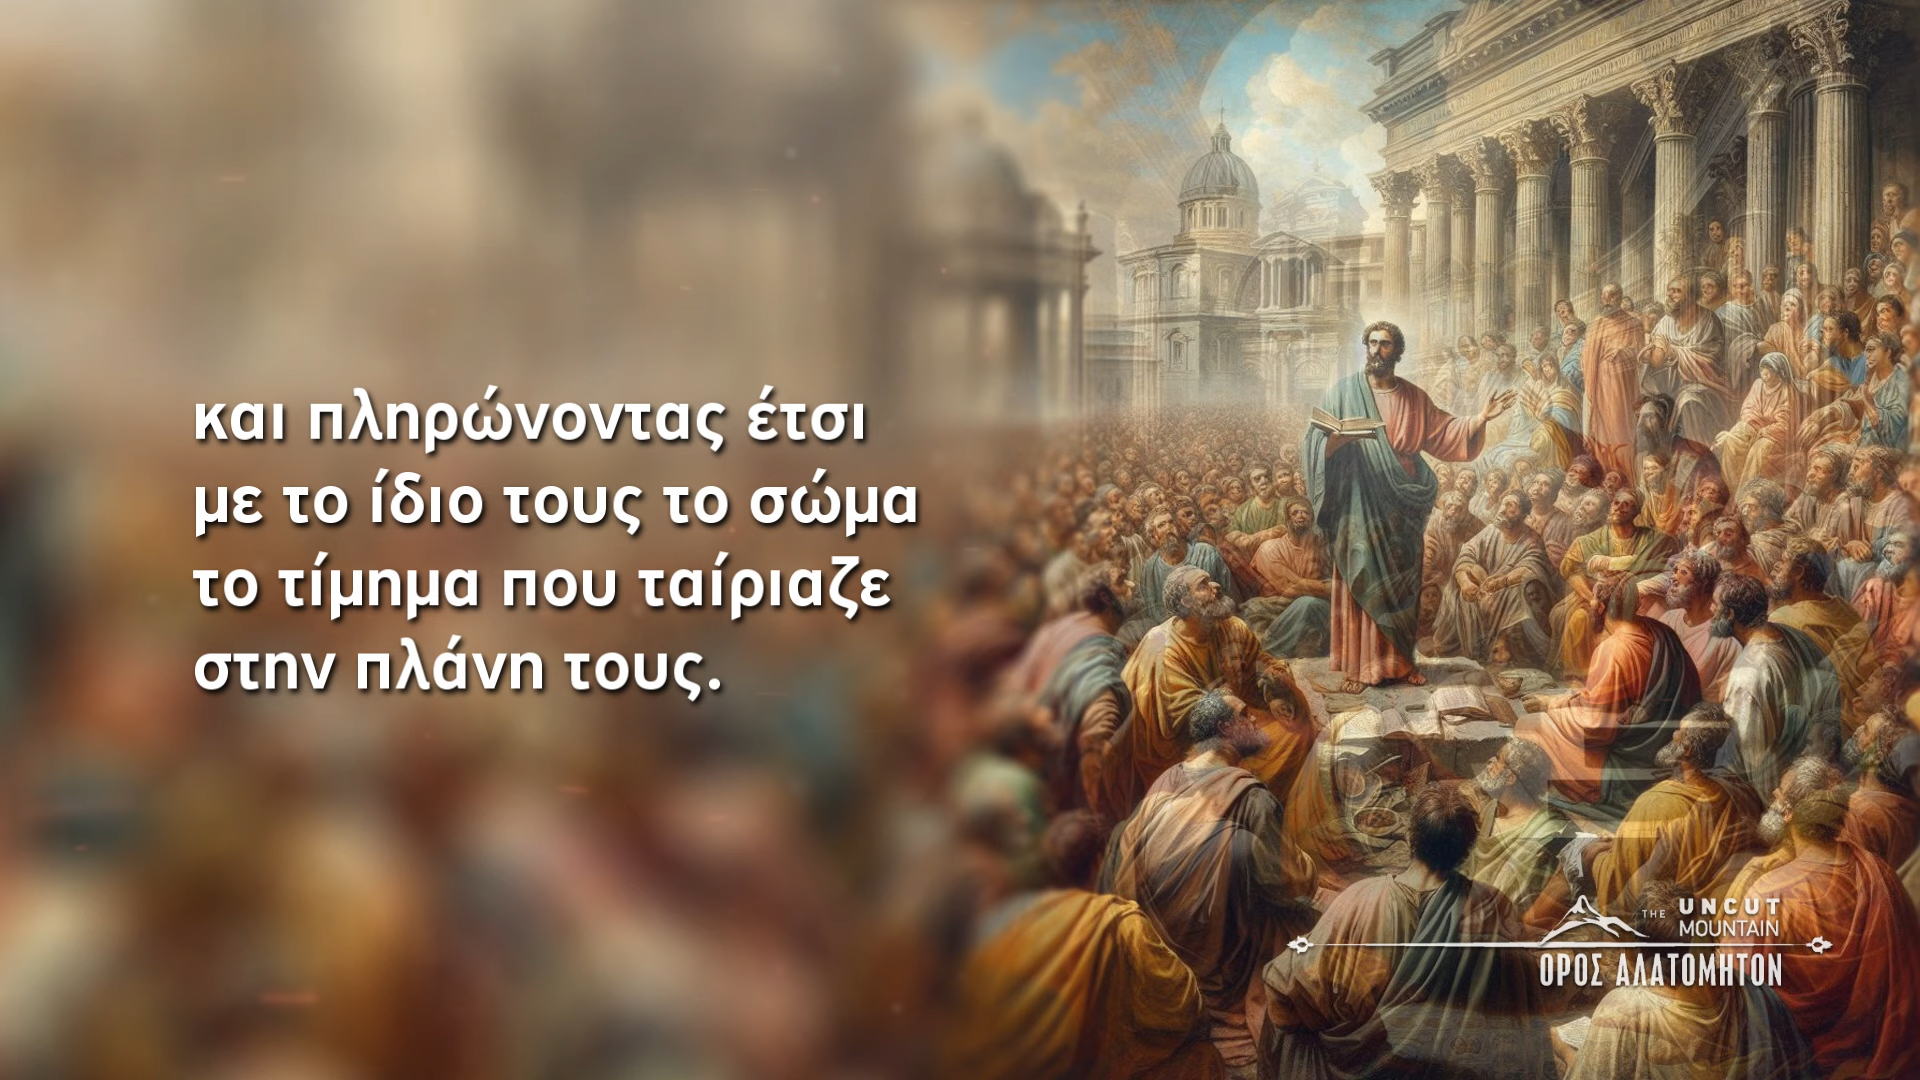 και πληρώνοντας έτσι
με το ίδιο τους το σώμα
το τίμημα που ταίριαζε
στην πλάνη τους.
THE UNCUT
MOUNTAIN
ΟΡΟΣ ΑΛΑΤΟΜΗΤΟΝ